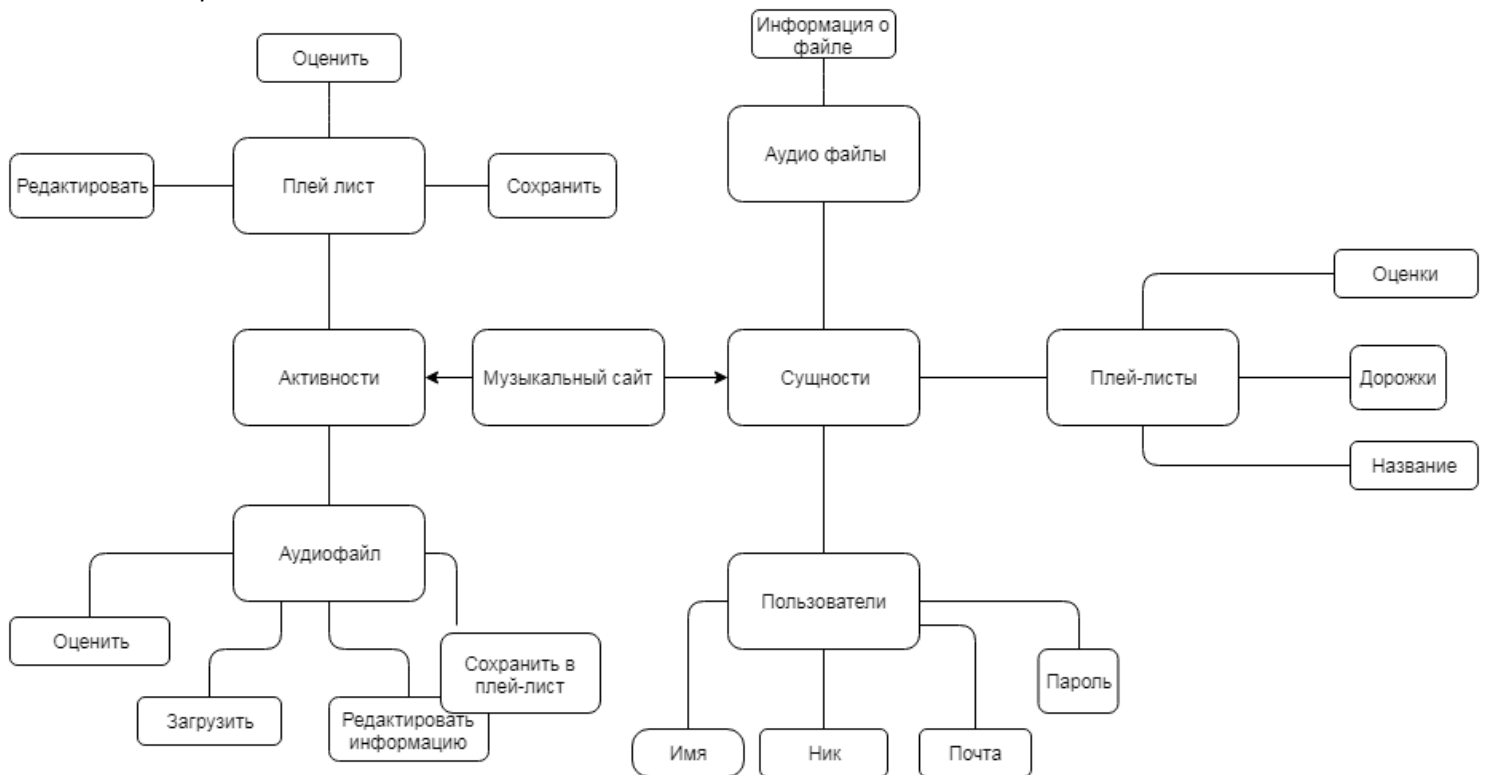 Информация о
файле
Оценить
Аудио файлы
Редактировать
Плей лист
Сохранить
Оценки
Активности
Музыкальный сайт
Сущности
Плей-листы
Дорожки
Название
Аудиофайл
Пользователи
Оценить
Сохранить в
плей-лист
Пароль
Загрузить
Редактировать
информацию
Имя
Ник
Почта